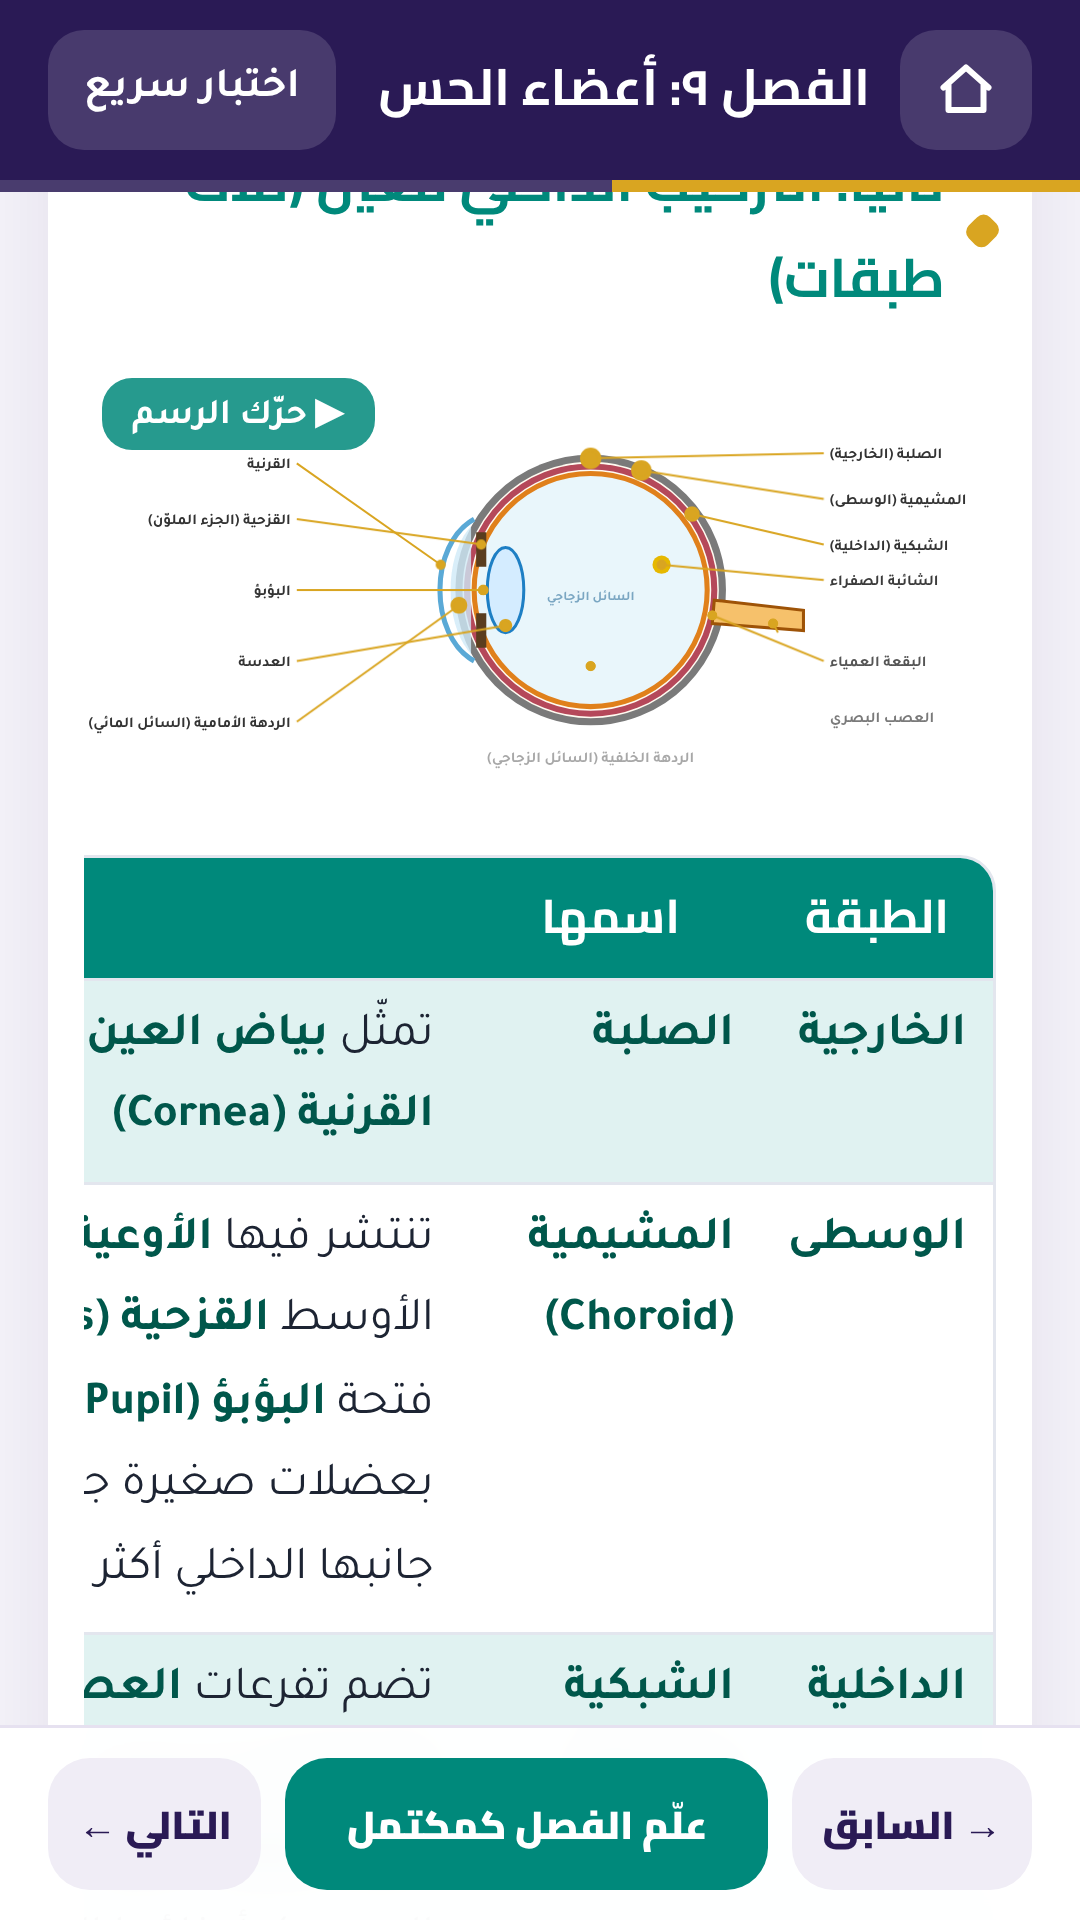 الفصل ٩: أعضاء الحس
اختبار سريع
طبقات)
▶ حرّك الرسم
القرنية
القزحية (الجزء الملوّن)
البؤبؤ
العدسة
الردهة الأمامية (السائل المائي)
الصلبة (الخارجية)
المشيمية (الوسطى)
الشبكية (الداخلية)
الشائبة الصفراء
البقعة العمياء
العصب البصري
السائل الزجاجي
الردهة الخلفية (السائل الزجاجي)
الطبقة اسمها
الخارجية الصلبة تمثّل بياض العين
القرنية (Cornea)
الوسطى المشيمية تنتشر فيها
(Choroid) الأوسط القزحية
فتحة البؤبؤ (Pupil)
بعضلات صغيرة
جانبها الداخلي أكثر
الداخلية الشبكية تضم تفرعات
→ السابق
علّم الفصل كمكتمل
التالي ←